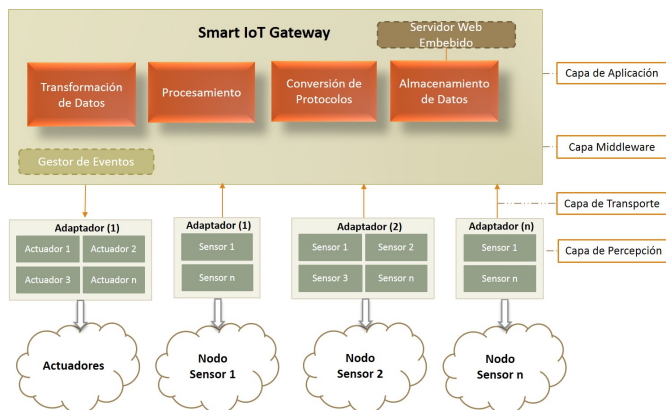 Smart IoT Gateway
Servidor Web
Embebido
Transformación
de Datos
Procesamiento
Conversión de
Protocolos
Almacenamiento
de Datos
Gestor de Eventos
Capa de Aplicación
Capa Middleware
Capa de Transporte
Capa de Percepción
Adaptador (1)
Actuador 1
Actuador 2
Actuador 3
Actuador n
Adaptador (1)
Sensor 1
Sensor n
Adaptador (2)
Sensor 1
Sensor 2
Sensor 3
Sensor n
Adaptador (n)
Sensor 1
Sensor n
Actuadores
Nodo
Sensor 1
Nodo
Sensor 2
Nodo
Sensor n